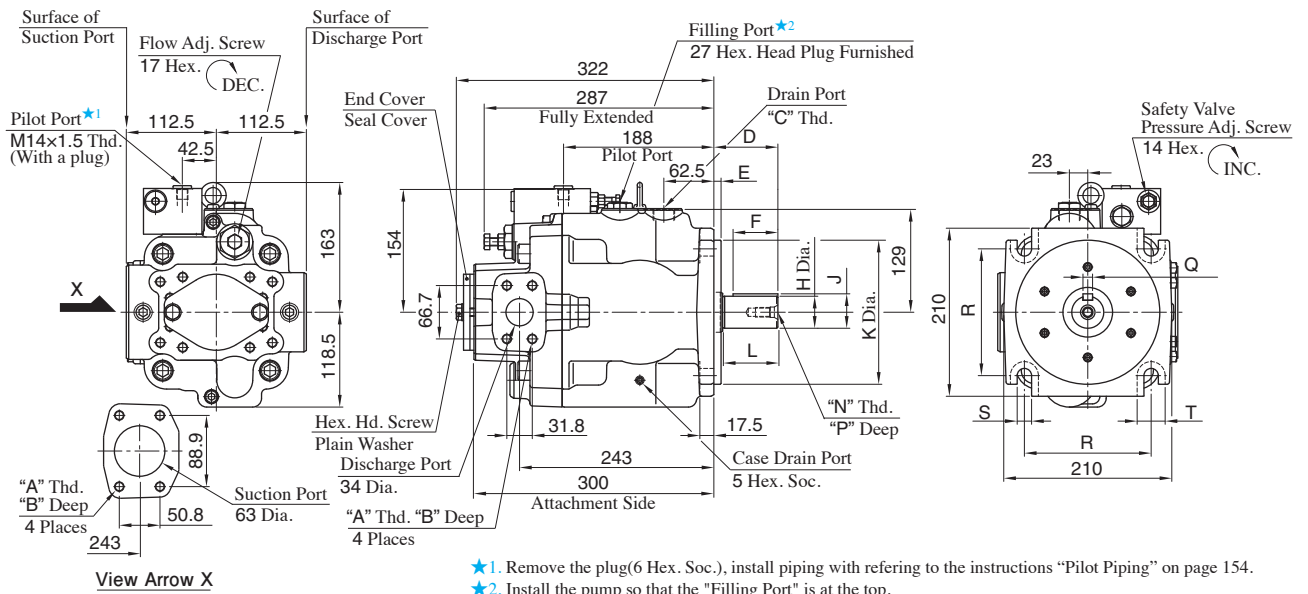 Surface of
Suction Port
Flow Adj. Screw
17 Hex.
DEC.
Surface of
Discharge Port
Pilot Port★1
M14×1.5 Thd.
(With a plug)
112.5
112.5
42.5
163
118.5
X
88.9
"A" Thd.
"B" Deep
4 Places
Suction Port
63 Dia.
50.8
243
View Arrow X
Filling Port★2
27 Hex. Head Plug Furnished
322
287
Fully Extended
End Cover
Seal Cover
188
Pilot Port
Drain Port
"C" Thd.
D
62.5
E
F
154
66.7
H Dia.
J
K Dia.
129
L
"N" Thd.
"P" Deep
Hex. Hd. Screw
Plain Washer
Discharge Port
34 Dia.
31.8
17.5
243
300
Attachment Side
Case Drain Port
5 Hex. Soc.
"A" Thd. "B" Deep
4 Places
Safety Valve
Pressure Adj. Screw
14 Hex.
INC.
23
Q
210
R
S
T
R
210
★1. Remove the plug(6 Hex. Soc.), install piping with refering to the instructions "Pilot Piping" on page 154.
★2. Install the pump so that the "Filling Port" is at the top.